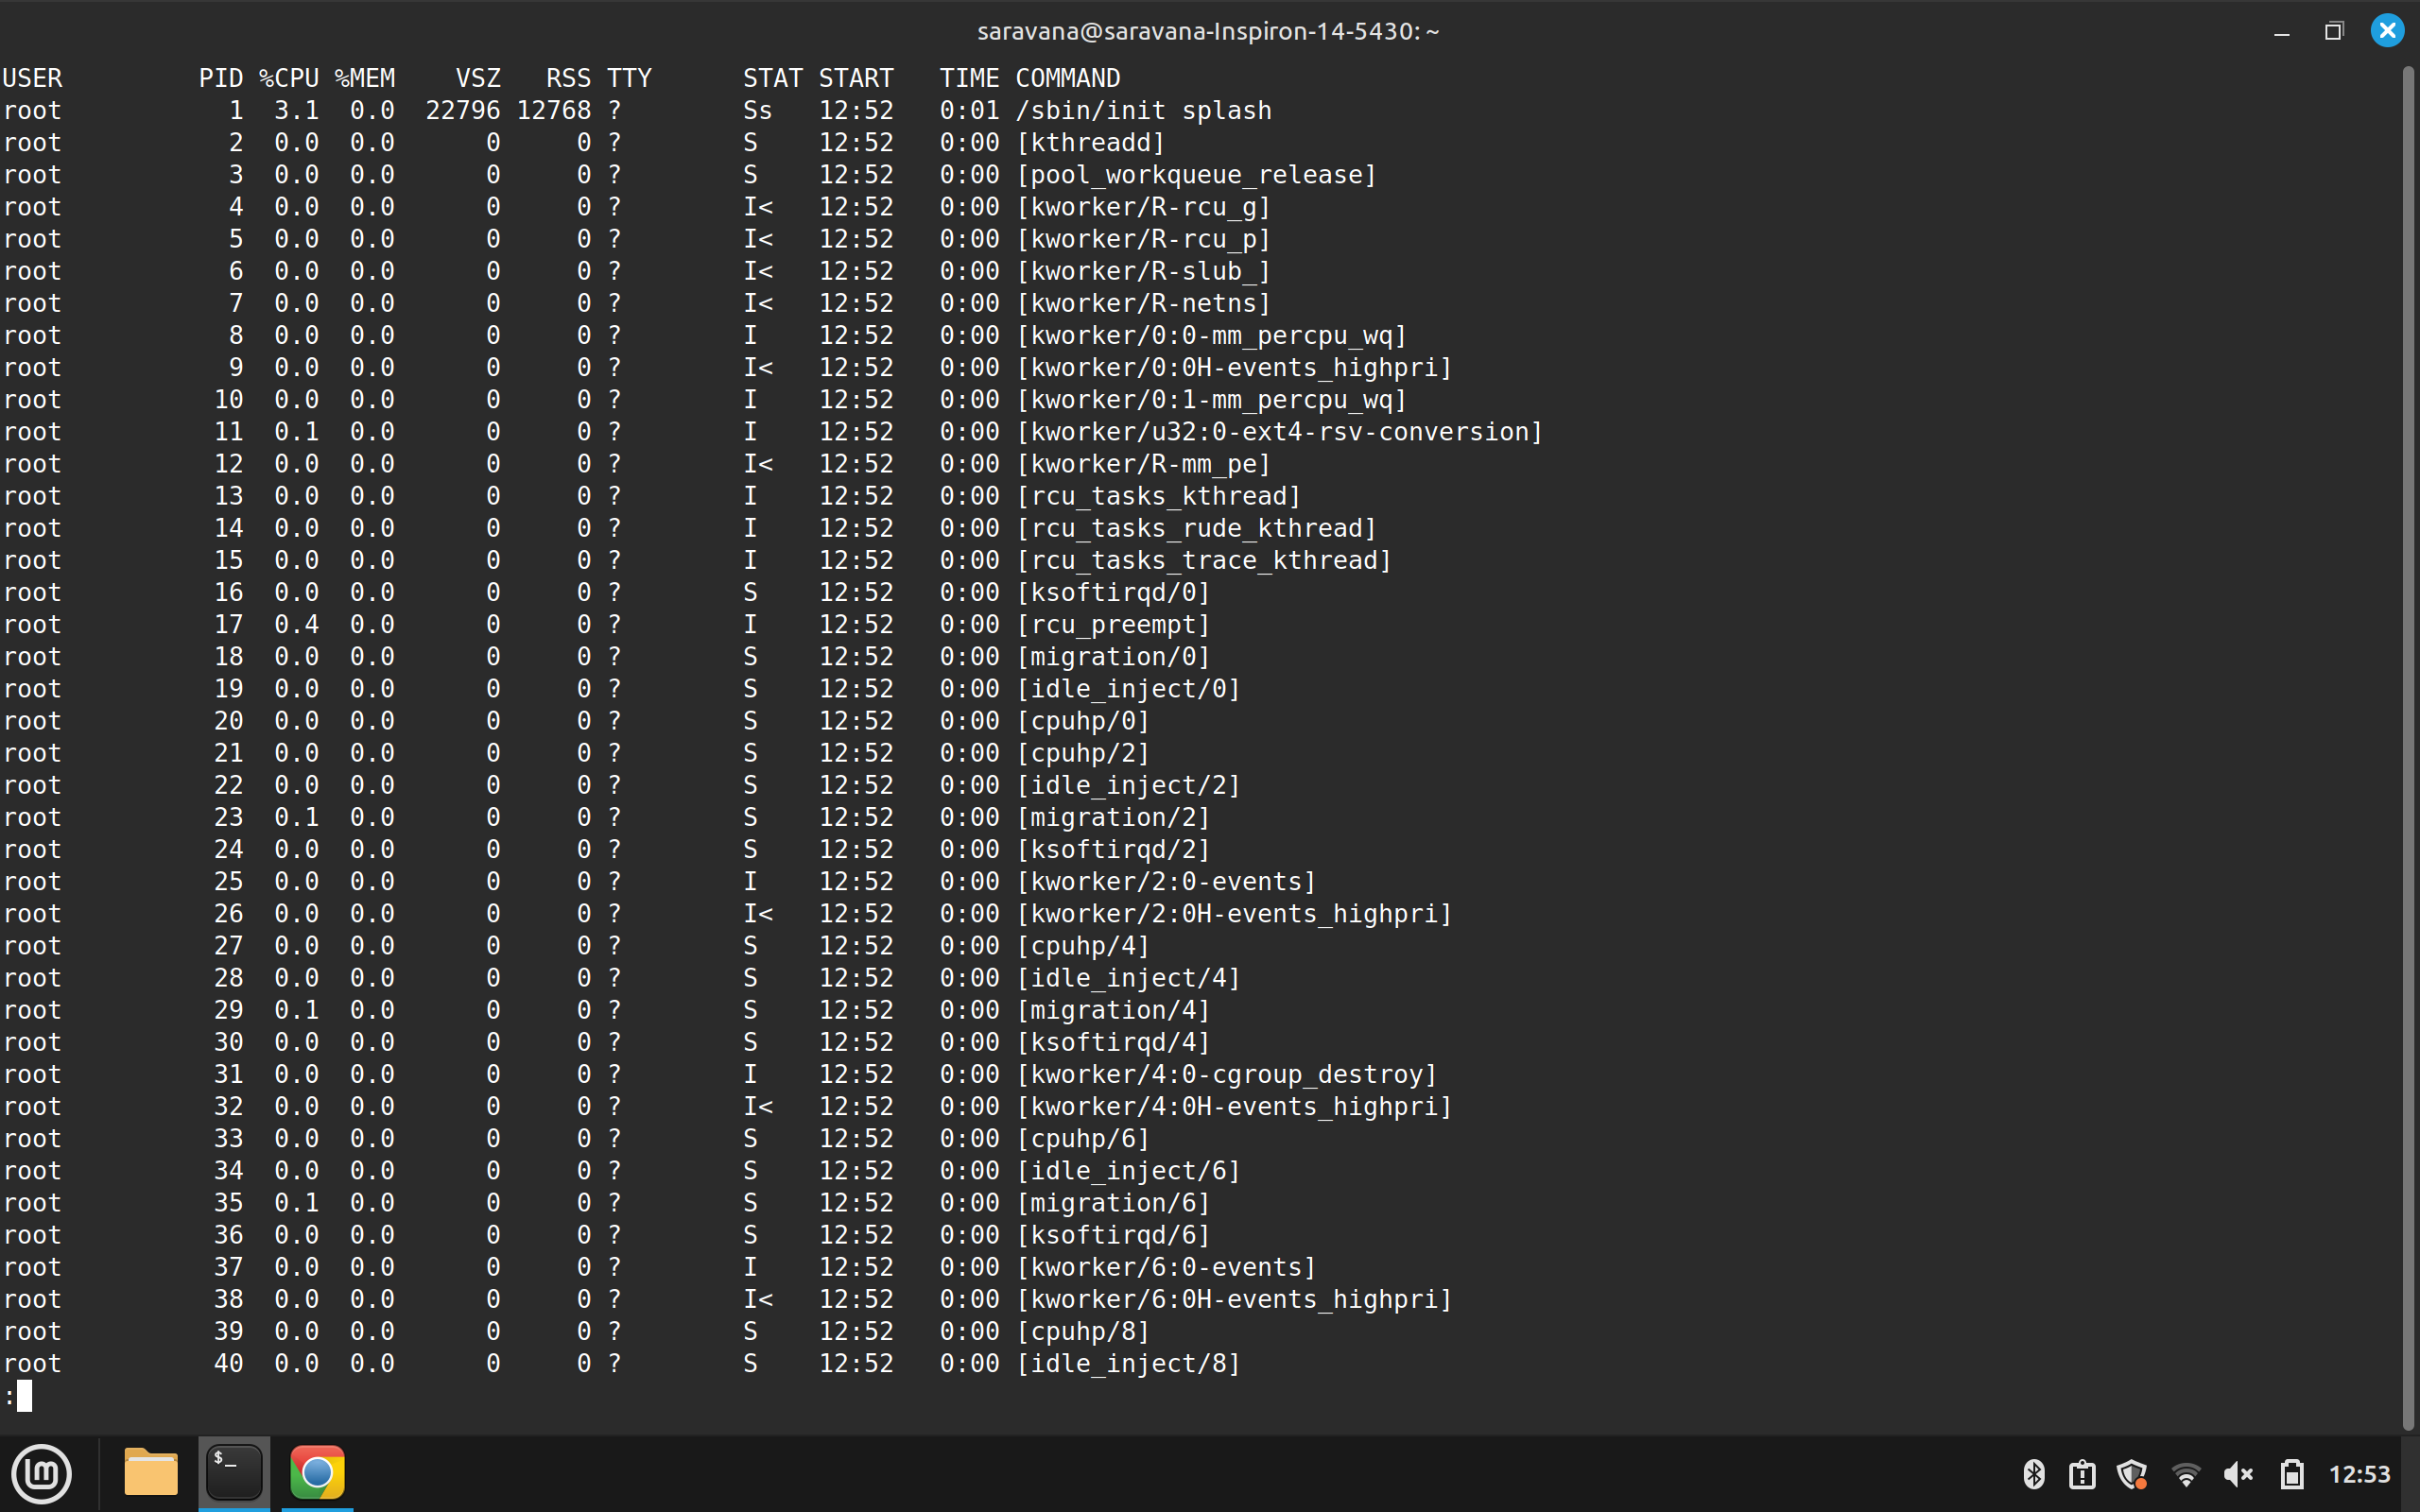 saravana@saravana-Inspiron-14-5430: ~
USER         PID %CPU %MEM    VSZ   RSS TTY      STAT START   TIME COMMAND
root           1  3.1  0.0  22796 12768 ?        Ss   12:52   0:01 /sbin/init splash
root           2  0.0  0.0      0     0 ?        S    12:52   0:00 [kthreadd]
root           3  0.0  0.0      0     0 ?        S    12:52   0:00 [pool_workqueue_release]
root           4  0.0  0.0      0     0 ?        I<   12:52   0:00 [kworker/R-rcu_g]
root           5  0.0  0.0      0     0 ?        I<   12:52   0:00 [kworker/R-rcu_p]
root           6  0.0  0.0      0     0 ?        I<   12:52   0:00 [kworker/R-slub_]
root           7  0.0  0.0      0     0 ?        I<   12:52   0:00 [kworker/R-netns]
root           8  0.0  0.0      0     0 ?        I    12:52   0:00 [kworker/0:0-mm_percpu_wq]
root           9  0.0  0.0      0     0 ?        I<   12:52   0:00 [kworker/0:0H-events_highpri]
root          10  0.0  0.0      0     0 ?        I    12:52   0:00 [kworker/0:1-mm_percpu_wq]
root          11  0.1  0.0      0     0 ?        I    12:52   0:00 [kworker/u32:0-ext4-rsv-conversion]
root          12  0.0  0.0      0     0 ?        I<   12:52   0:00 [kworker/R-mm_pe]
root          13  0.0  0.0      0     0 ?        I    12:52   0:00 [rcu_tasks_kthread]
root          14  0.0  0.0      0     0 ?        I    12:52   0:00 [rcu_tasks_rude_kthread]
root          15  0.0  0.0      0     0 ?        I    12:52   0:00 [rcu_tasks_trace_kthread]
root          16  0.0  0.0      0     0 ?        S    12:52   0:00 [ksoftirqd/0]
root          17  0.4  0.0      0     0 ?        I    12:52   0:00 [rcu_preempt]
root          18  0.0  0.0      0     0 ?        S    12:52   0:00 [migration/0]
root          19  0.0  0.0      0     0 ?        S    12:52   0:00 [idle_inject/0]
root          20  0.0  0.0      0     0 ?        S    12:52   0:00 [cpuhp/0]
root          21  0.0  0.0      0     0 ?        S    12:52   0:00 [cpuhp/2]
root          22  0.0  0.0      0     0 ?        S    12:52   0:00 [idle_inject/2]
root          23  0.1  0.0      0     0 ?        S    12:52   0:00 [migration/2]
root          24  0.0  0.0      0     0 ?        S    12:52   0:00 [ksoftirqd/2]
root          25  0.0  0.0      0     0 ?        I    12:52   0:00 [kworker/2:0-events]
root          26  0.0  0.0      0     0 ?        I<   12:52   0:00 [kworker/2:0H-events_highpri]
root          27  0.0  0.0      0     0 ?        S    12:52   0:00 [cpuhp/4]
root          28  0.0  0.0      0     0 ?        S    12:52   0:00 [idle_inject/4]
root          29  0.1  0.0      0     0 ?        S    12:52   0:00 [migration/4]
root          30  0.0  0.0      0     0 ?        S    12:52   0:00 [ksoftirqd/4]
root          31  0.0  0.0      0     0 ?        I    12:52   0:00 [kworker/4:0-cgroup_destroy]
root          32  0.0  0.0      0     0 ?        I<   12:52   0:00 [kworker/4:0H-events_highpri]
root          33  0.0  0.0      0     0 ?        S    12:52   0:00 [cpuhp/6]
root          34  0.0  0.0      0     0 ?        S    12:52   0:00 [idle_inject/6]
root          35  0.1  0.0      0     0 ?        S    12:52   0:00 [migration/6]
root          36  0.0  0.0      0     0 ?        S    12:52   0:00 [ksoftirqd/6]
root          37  0.0  0.0      0     0 ?        I    12:52   0:00 [kworker/6:0-events]
root          38  0.0  0.0      0     0 ?        I<   12:52   0:00 [kworker/6:0H-events_highpri]
root          39  0.0  0.0      0     0 ?        S    12:52   0:00 [cpuhp/8]
root          40  0.0  0.0      0     0 ?        S    12:52   0:00 [idle_inject/8]
:
$_
12:53